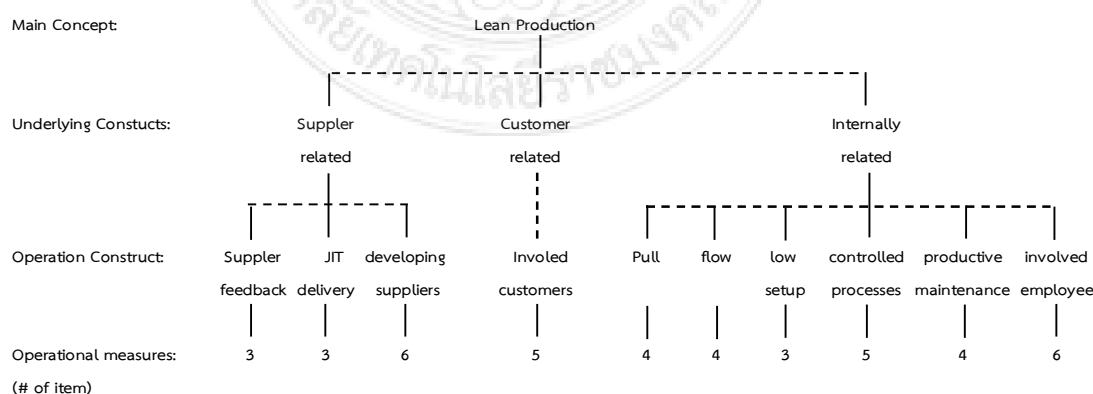 Main Concept: Lean Production
Underlying Constucts: Suppler Customer Internally
related related related
Operation Construct: Suppler JIT developing Involed Pull flow low controlled productive involved
feedback delivery suppliers customers setup processes maintenance employee
Operational measures: 3 3 6 5 4 4 3 5 4 6
(# of item)